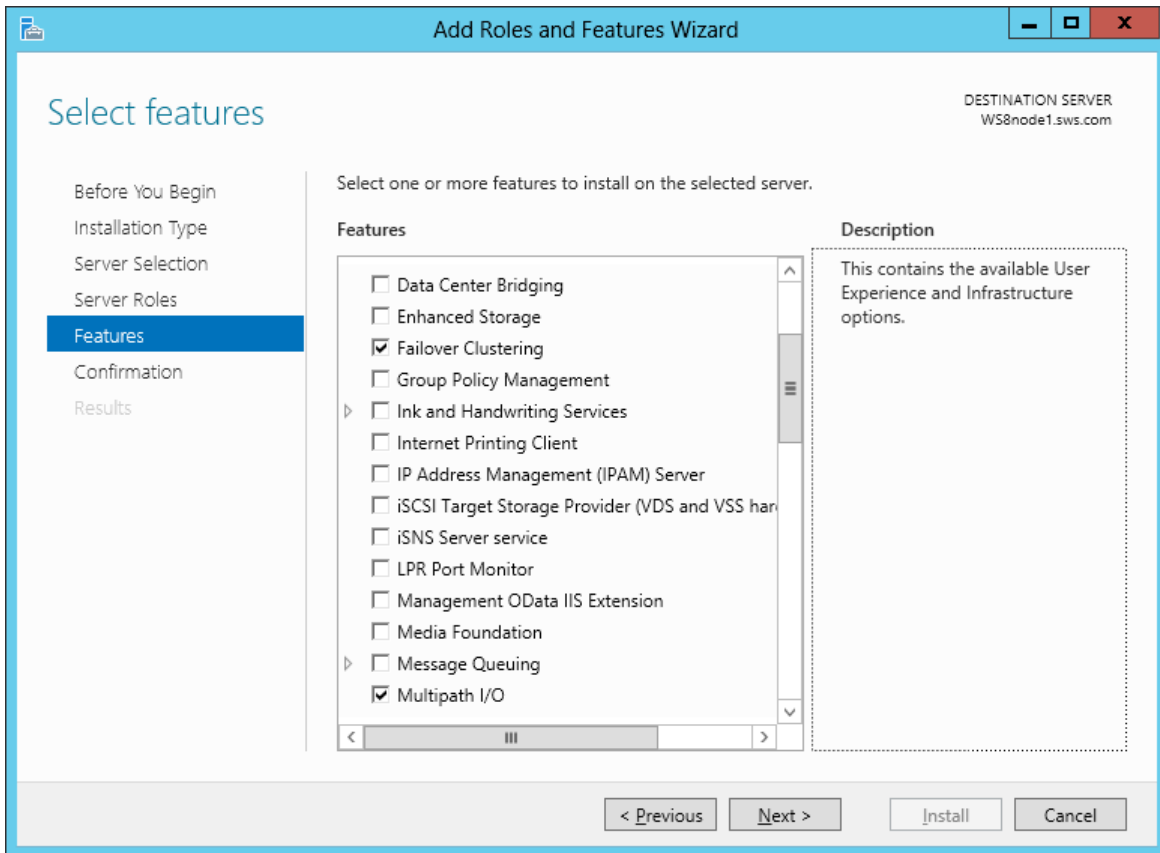 Add Roles and Features Wizard
Select features
DESTINATION SERVER
WS8node1.sws.com
Before You Begin
Installation Type
Server Selection
Server Roles
Features
Confirmation
Results
Select one or more features to install on the selected server.
Features
Data Center Bridging
Enhanced Storage
Failover Clustering
Group Policy Management
Ink and Handwriting Services
Internet Printing Client
IP Address Management (IPAM) Server
iSCSI Target Storage Provider (VDS and VSS har
iSNS Server service
LPR Port Monitor
Management OData IIS Extension
Media Foundation
Message Queuing
Multipath I/O
Description
This contains the available User
Experience and Infrastructure
options.
< Previous
Next >
Install
Cancel